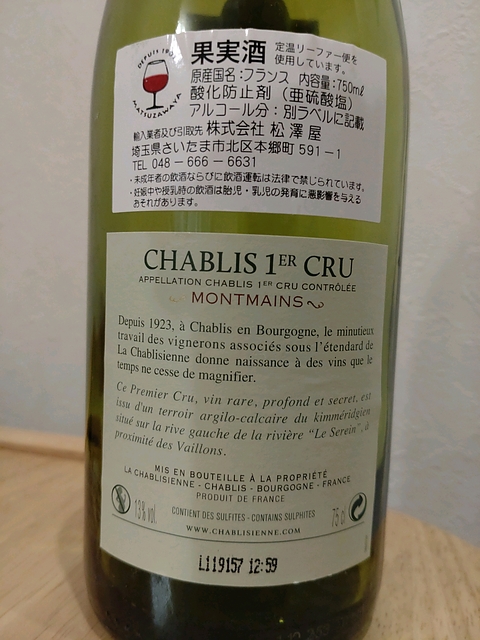 DEPUIS 190
MATSUZAWAYA
果実酒 定温リーファー便を
使用しています。
原産国名:フランス 内容量:750ml
酸化防止剤(亜硫酸塩)
アルコール分:別ラベルに記載
輸入業者及び引取先 株式会社 松澤屋
埼玉県さいたま市北区本郷町591-1
TEL 048-666-6631
・未成年者の飲酒ならびに飲酒運転は法律で禁じられています。
・妊娠中や授乳時の飲酒は胎児・乳児の発育に悪影響を与える
おそれがあります。
CHABLIS 1ER CRU
APPELLATION CHABLIS 1ER CRU CONTRÔLÉE
MONTMAINS
Depuis 1923, à Chablis en Bourgogne, le minutieux
travail des vignerons associés sous l'étendard de
La Chablisienne donne naissance à des vins que le
temps ne cesse de magnifier.
Ce Premier Cru, vin rare, profond et secret, est
issu d'un terroir argilo-calcaire du kimméridgien
situé sur la rive gauche de la rivière "Le Serein", à
proximité des Vaillons.
MIS EN BOUTEILLE À LA PROPRIÉTÉ
LA CHABLISIENNE - CHABLIS - BOURGOGNE - FRANCE
PRODUIT DE FRANCE
13% vol. CONTIENT DES SULFITES - CONTAINS SULPHITES 75 cl
WWW.CHABLISIENNE.COM
L119157 12:59